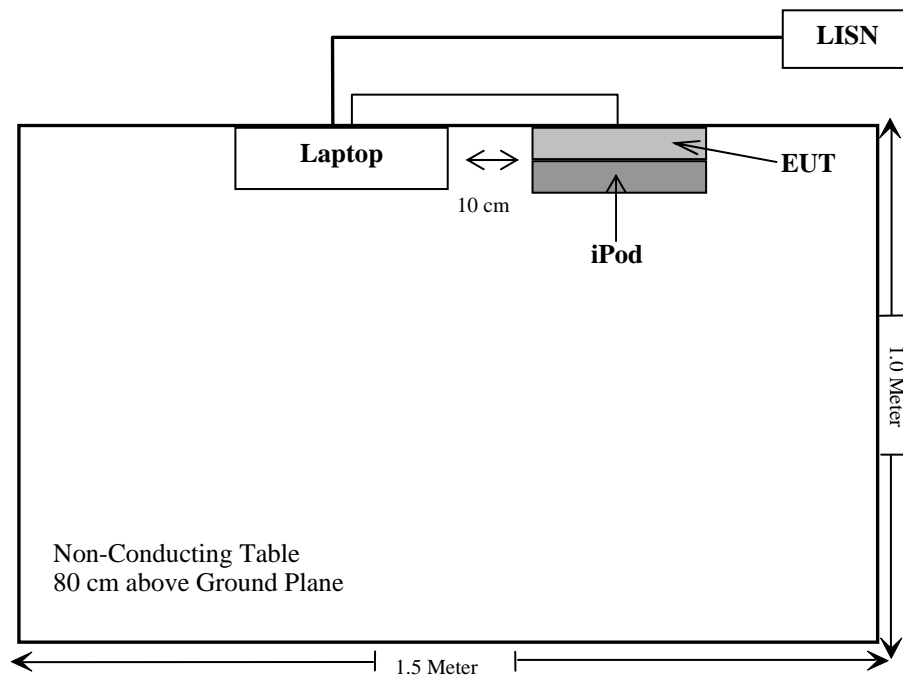 LISN
Laptop
EUT
10 cm
iPod
1.0 Meter
Non-Conducting Table
80 cm above Ground Plane
1.5 Meter